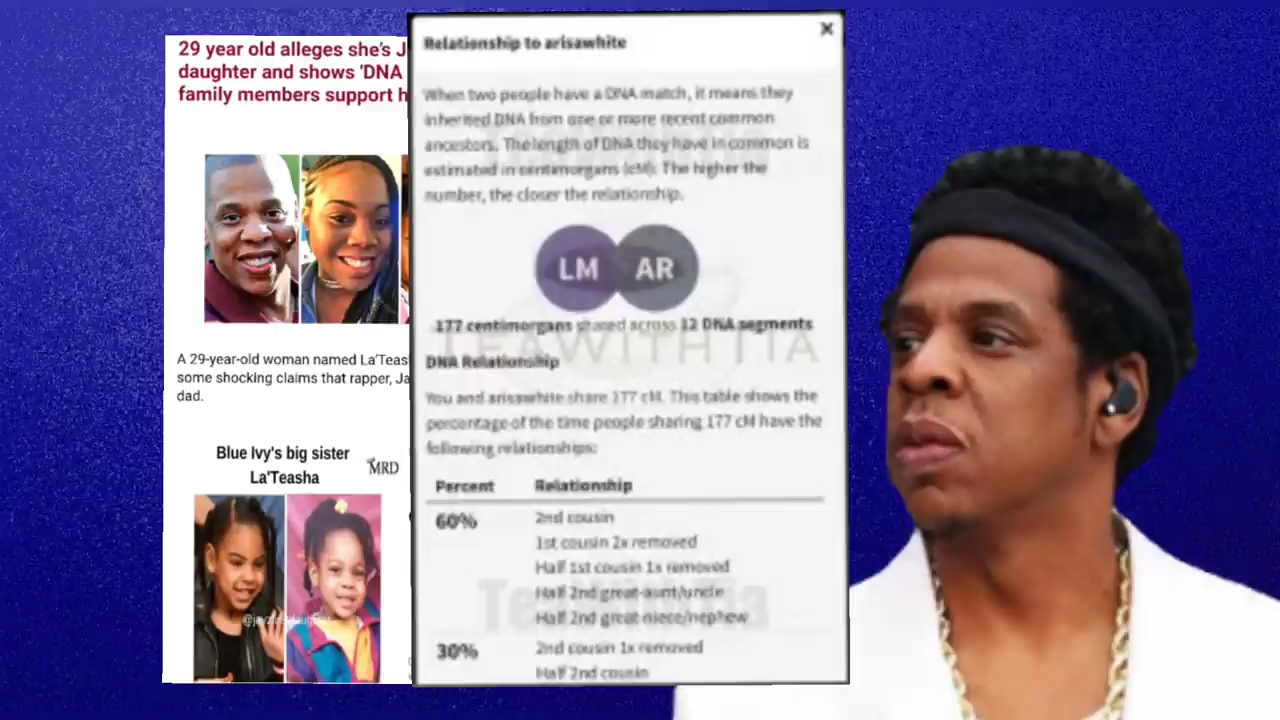 29 year old alleges she's J
daughter and shows 'DNA
family members support h
A 29-year-old woman named La'Teas
some shocking claims that rapper, Ja
dad.
Blue Ivy's big sister
La'Teasha
MRD
Relationship to arisawhite
When two people have a DNA match, it means they
inherited DNA from one or more recent common
ancestors. The length of DNA they have in common is
estimated in centimorgans (cM). The higher the
number, the closer the relationship.
LM AR
177 centimorgans shared across 12 DNA segments
TEAWITHTIA
DNA Relationship
You and arisawhite share 177 cM. This table shows the
percentage of the time people sharing 177 cM have the
following relationships:
Percent Relationship
60% 2nd cousin
1st cousin 2x removed
Half 1st cousin 1x removed
Half 2nd great-aunt/uncle
Half 2nd great-niece/nephew
30% 2nd cousin 1x removed
Half 2nd cousin